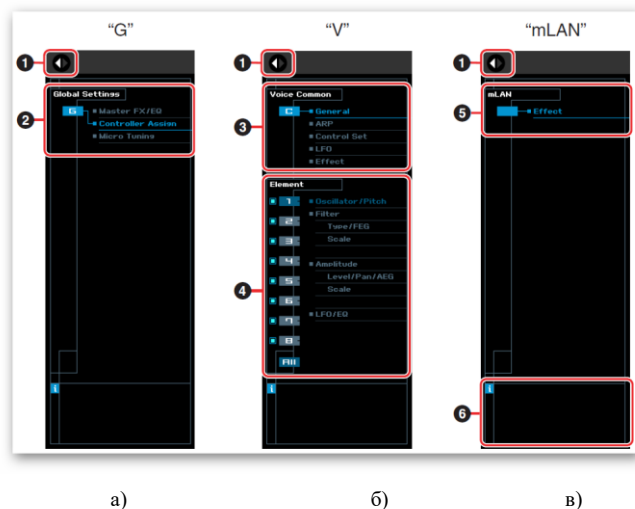 “G” “V” “mLAN”
1 1 1
Global Settings Voice Common mLAN
2 G Master FX/EQ 3 C General 5 Effect
Controller Assign ARP
Micro Tuning Control Set
LFO
Effect
Element
1 Oscillator/Pitch
2 Filter
Type/FEG
3 Scale
4 4 Amplitude
5 Level/Pan/AEG
Scale
6
7 LFO/EQ
8
All
i i i
6
а) б) в)